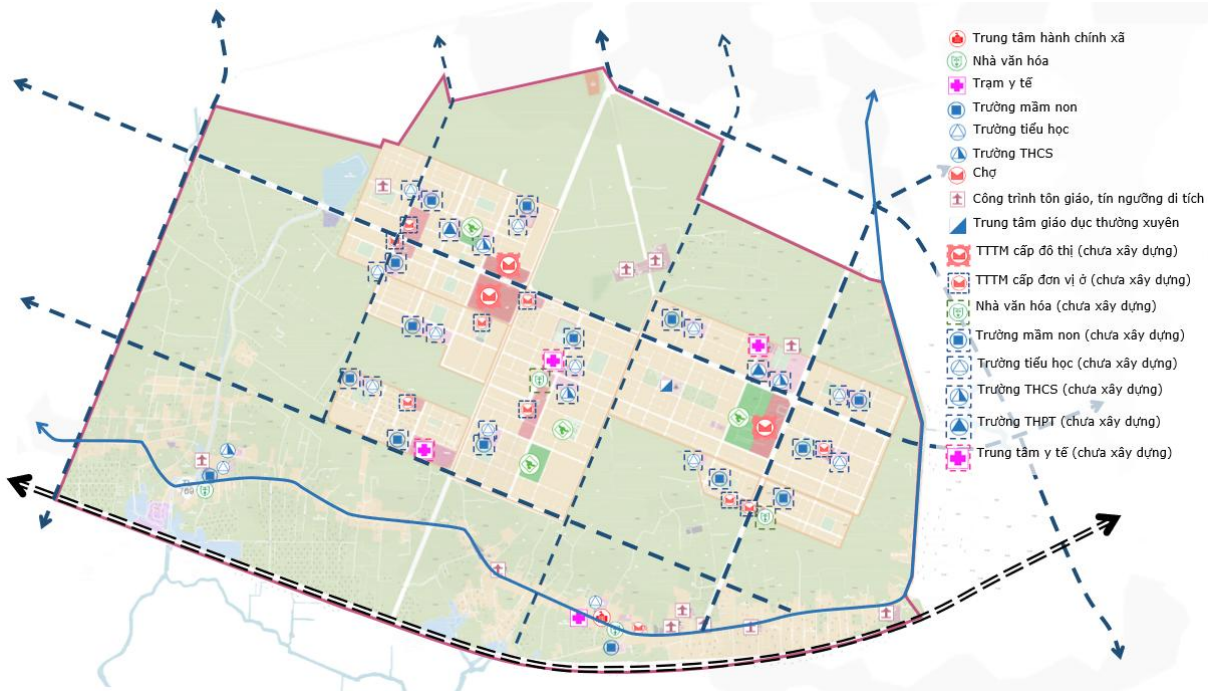 Trung tâm hành chính xã
Nhà văn hóa
Trạm y tế
Trường mầm non
Trường tiểu học
Trường THCS
Chợ
Công trình tôn giáo, tín ngưỡng di tích
Trung tâm giáo dục thường xuyên
TTTM cấp đô thị (chưa xây dựng)
TTTM cấp đơn vị ở (chưa xây dựng)
Nhà văn hóa (chưa xây dựng)
Trường mầm non (chưa xây dựng)
Trường tiểu học (chưa xây dựng)
Trường THCS (chưa xây dựng)
Trường THPT (chưa xây dựng)
Trung tâm y tế (chưa xây dựng)
769